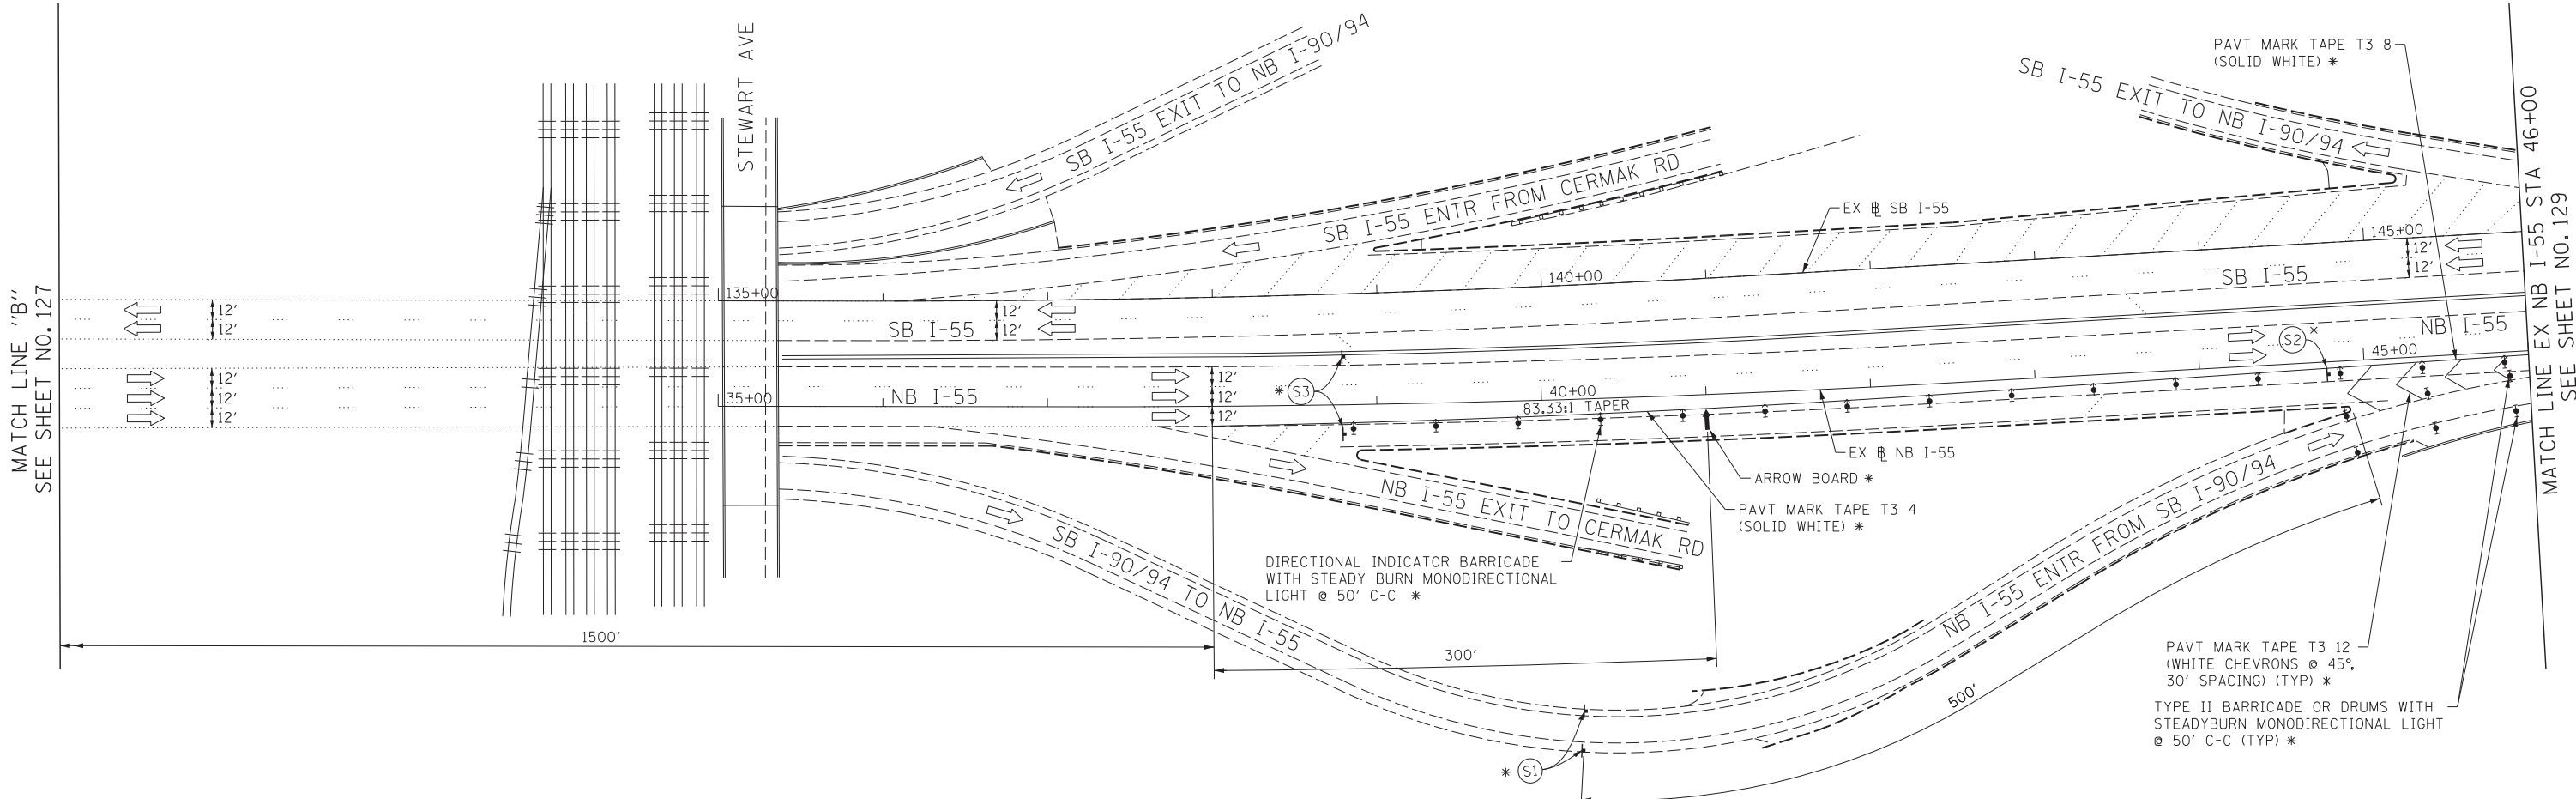 MATCH LINE "B"
SEE SHEET NO. 127
STEWART AVE
SB I-55 EXIT TO NB I-90/94
SB I-55 ENTR FROM CERMAK RD
SB I-55 EXIT TO NB I-90/94
PAVT MARK TAPE T3 8
(SOLID WHITE) *
MATCH LINE EX NB I-55 STA 46+00
SEE SHEET NO. 129
EX BL SB I-55
145+00
12'
12'
SB I-55
140+00
135+00
12'
12'
SB I-55
12'
12'
NB I-55
S2 *
45+00
12'
12'
12'
35+00
NB I-55
12'
12'
12'
* S3
40+00
83.33:1 TAPER
EX BL NB I-55
ARROW BOARD *
PAVT MARK TAPE T3 4
(SOLID WHITE) *
NB I-55 EXIT TO CERMAK RD
DIRECTIONAL INDICATOR BARRICADE
WITH STEADY BURN MONODIRECTIONAL
LIGHT @ 50' C-C *
SB I-90/94 TO NB I-55
NB I-55 ENTR FROM SB I-90/94
1500'
300'
500'
PAVT MARK TAPE T3 12
(WHITE CHEVRONS @ 45°,
30' SPACING) (TYP) *
TYPE II BARRICADE OR DRUMS WITH
STEADYBURN MONODIRECTIONAL LIGHT
@ 50' C-C (TYP) *
* S1